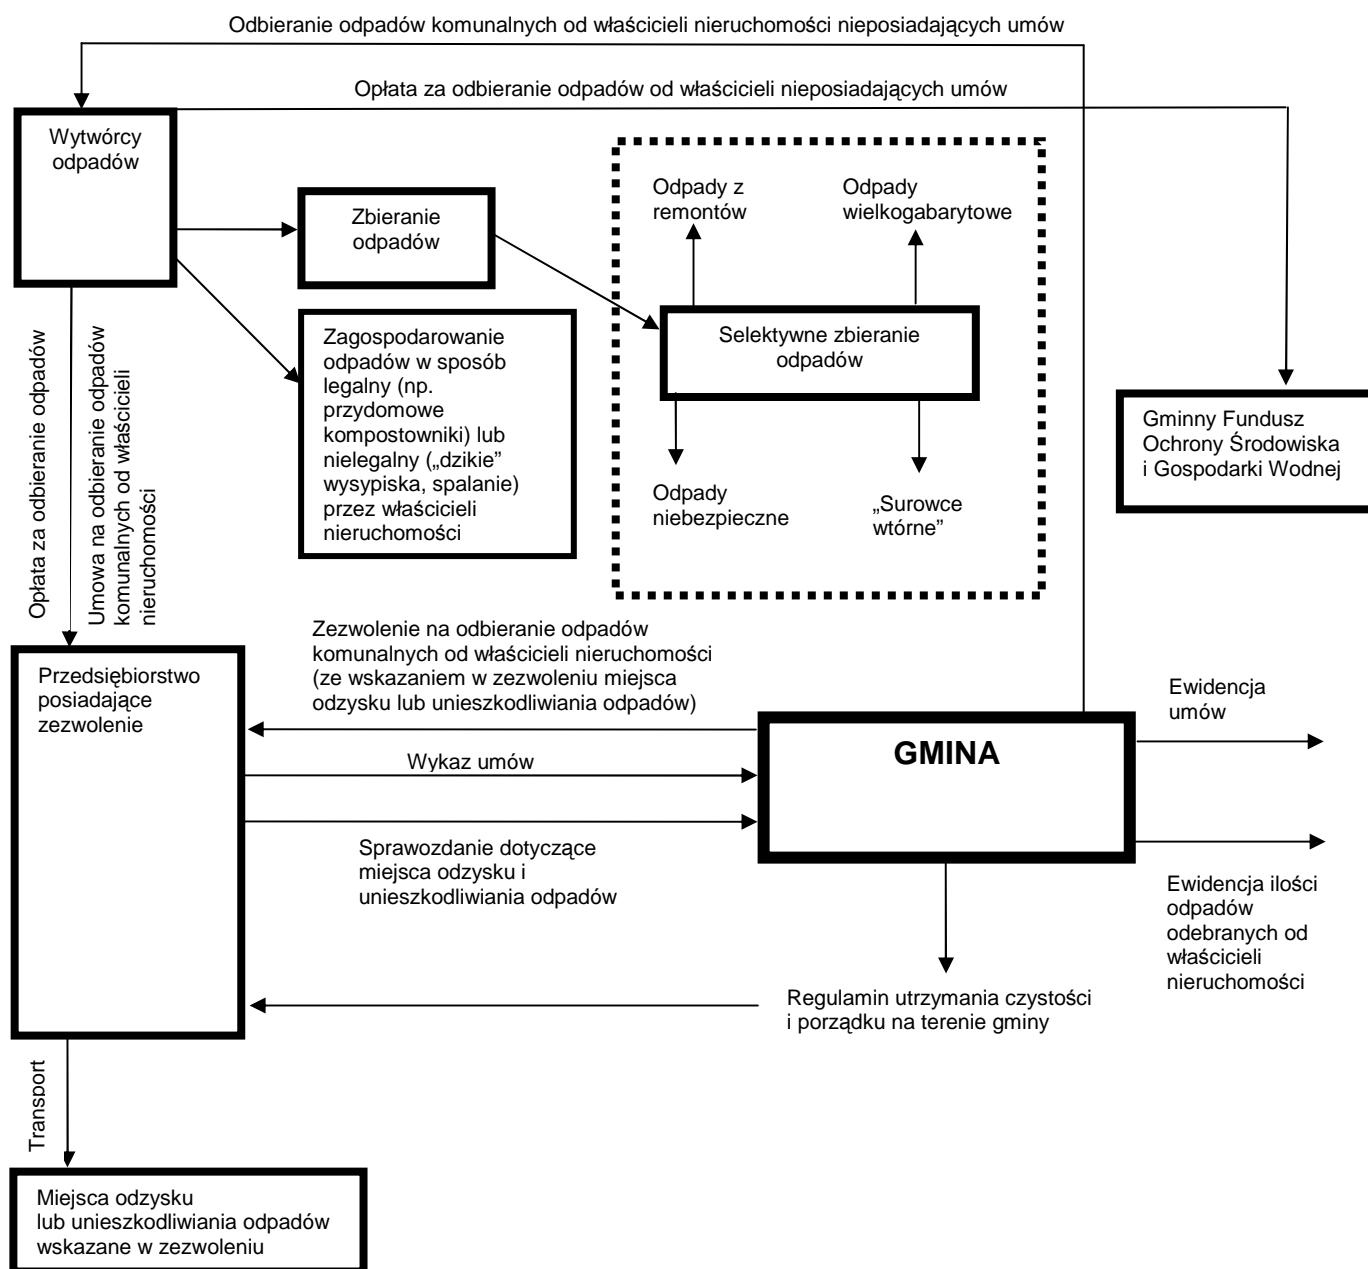 Odbieranie odpadów komunalnych od właścicieli nieruchomości nieposiadających umów
Opłata za odbieranie odpadów od właścicieli nieposiadających umów
Wytwórcy
odpadów
Zbieranie
odpadów
Odpady z
remontów
Odpady
wielkogabarytowe
Selektywne zbieranie
odpadów
Odpady
niebezpieczne
„Surowce
wtórne”
Zagospodarowanie
odpadów w sposób
legalny (np.
przydomowe
kompostowniki) lub
nielegalny („dzikie”
wysypiska, spalanie)
przez właścicieli
nieruchomości
Gminny Fundusz
Ochrony Środowiska
i Gospodarki Wodnej
Opłata za odbieranie odpadów
Umowa na odbieranie odpadów
komunalnych od właścicieli
nieruchomości
Przedsiębiorstwo
posiadające
zezwolenie
Zezwolenie na odbieranie odpadów
komunalnych od właścicieli nieruchomości
(ze wskazaniem w zezwoleniu miejsca
odzysku lub unieszkodliwiania odpadów)
Wykaz umów
Sprawozdanie dotyczące
miejsca odzysku i
unieszkodliwiania odpadów
GMINA
Ewidencja
umów
Ewidencja ilości
odpadów
odebranych od
właścicieli
nieruchomości
Regulamin utrzymania czystości
i porządku na terenie gminy
Transport
Miejsca odzysku
lub unieszkodliwiania odpadów
wskazane w zezwoleniu